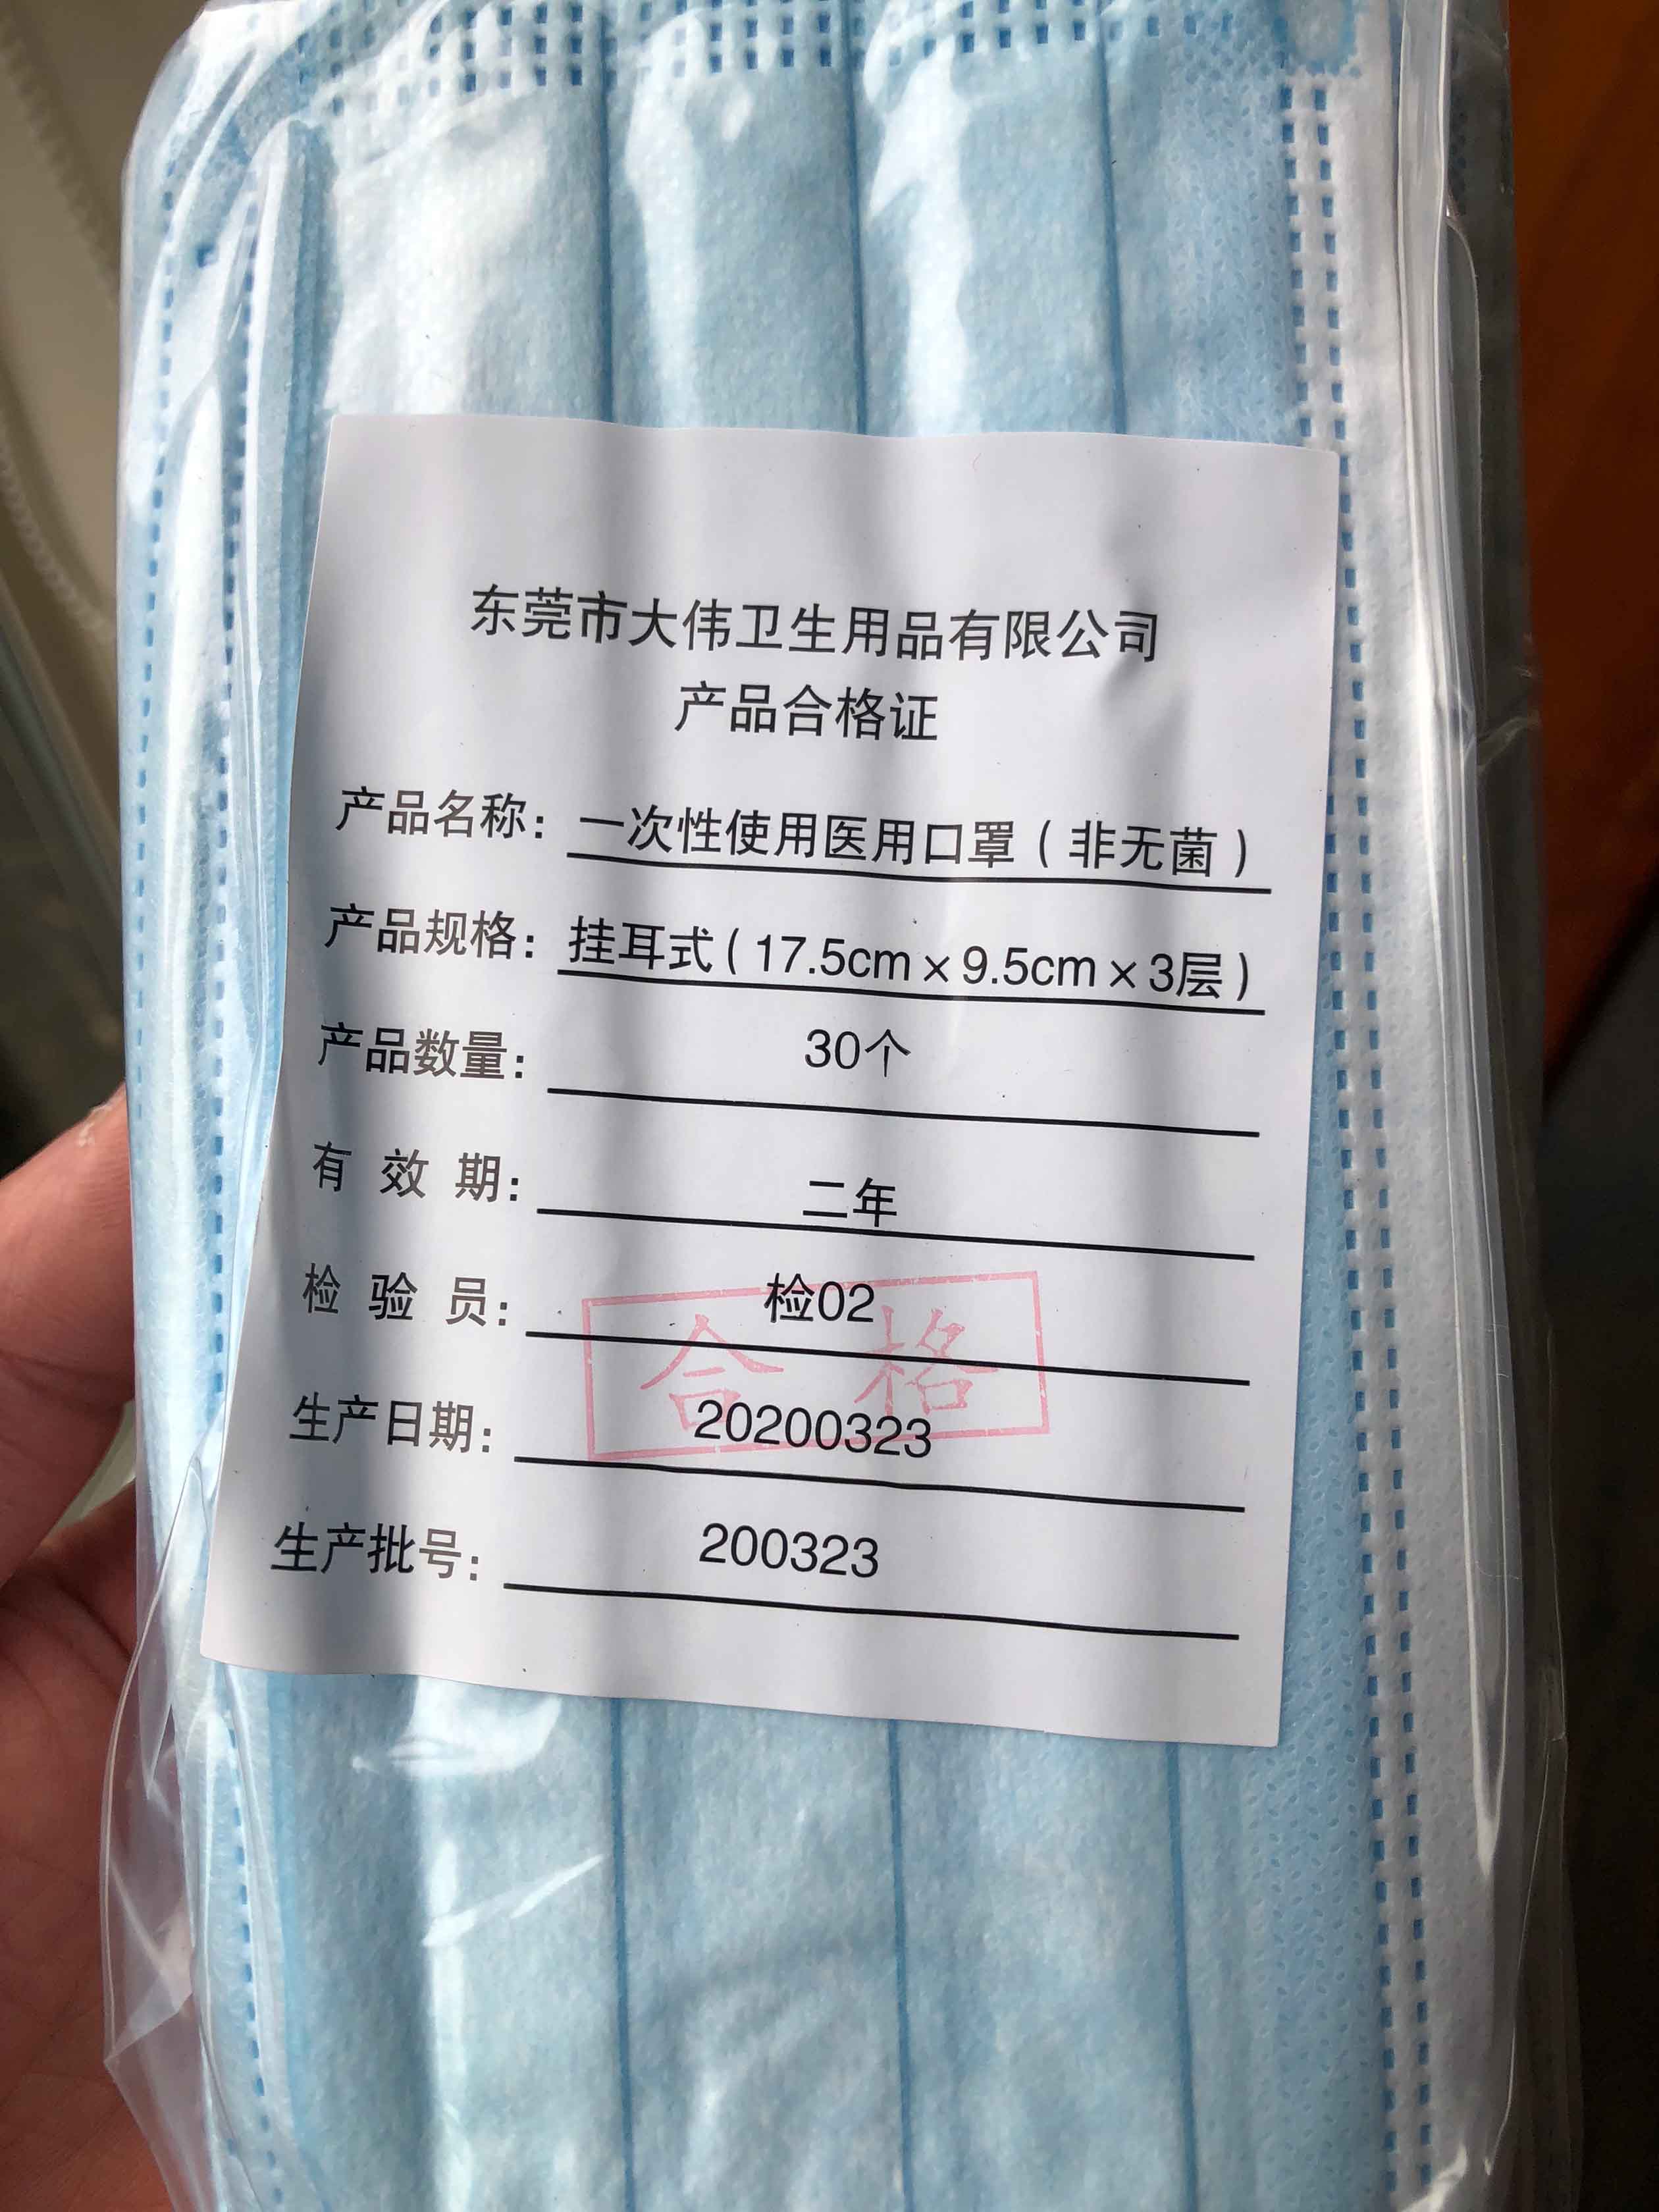 东莞市大伟卫生用品有限公司
产品合格证
产品名称：一次性使用医用口罩（非无菌）
产品规格：挂耳式（17.5cm×9.5cm×3层）
产品数量：30个
有效期：二年
检验员：检02
合格
生产日期：20200323
生产批号：200323